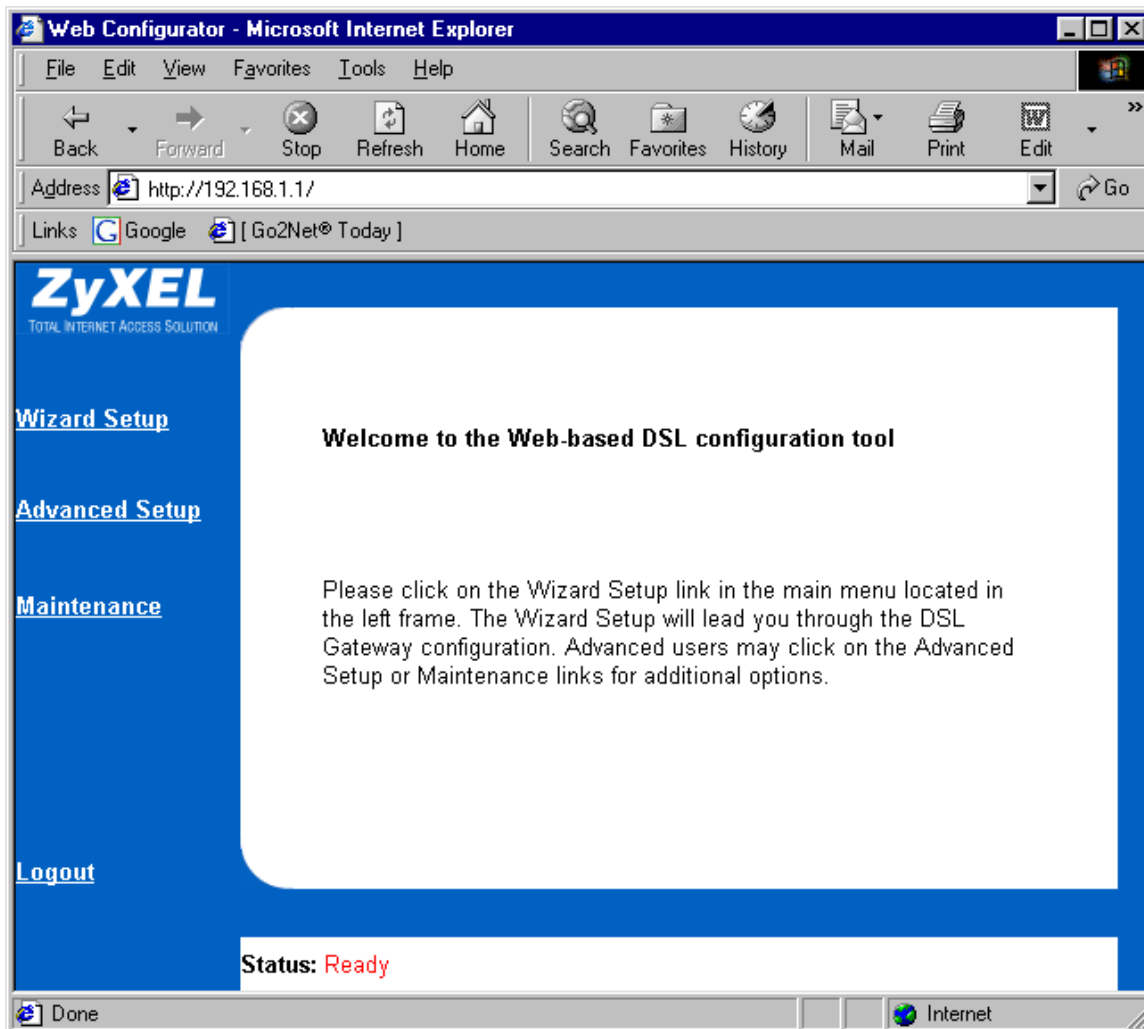 Web Configurator - Microsoft Internet Explorer
File Edit View Favorites Tools Help
Back Forward Stop Refresh Home Search Favorites History Mail Print Edit »
Address http://192.168.1.1/ Go
Links Google [ Go2Net® Today ]
ZyXEL
TOTAL INTERNET ACCESS SOLUTION
Wizard Setup
Advanced Setup
Maintenance
Logout
Welcome to the Web-based DSL configuration tool
Please click on the Wizard Setup link in the main menu located in
the left frame. The Wizard Setup will lead you through the DSL
Gateway configuration. Advanced users may click on the Advanced
Setup or Maintenance links for additional options.
Status: Ready
Done Internet